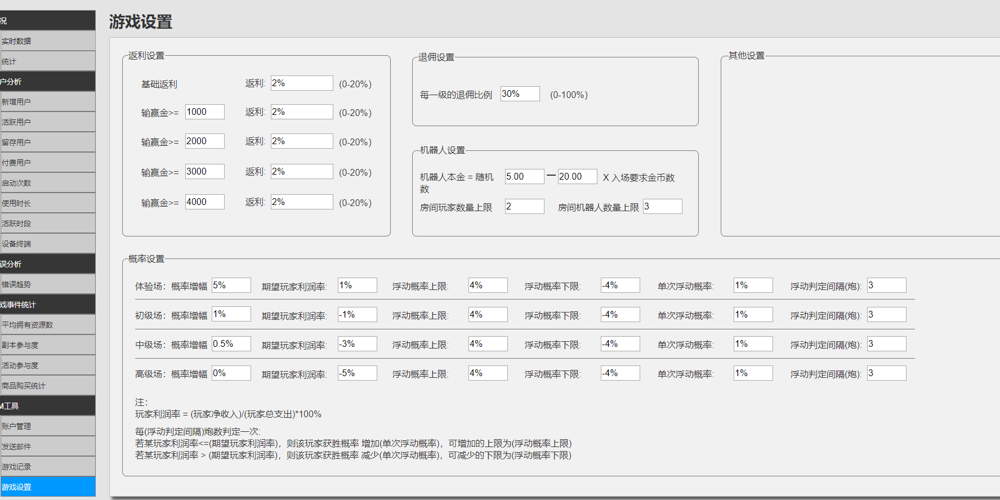 况
实时数据
统计
户分析
新增用户
活跃用户
留存用户
付费用户
启动次数
使用时长
活跃时段
设备终端
误分析
错误趋势
戏事件统计
平均拥有资源数
副本参与度
活动参与度
商品购买统计
M工具
账户管理
发送邮件
游戏记录
游戏设置
游戏设置
返利设置
基础返利 返利: 2% (0-20%)
输赢金>= 1000 返利: 2% (0-20%)
输赢金>= 2000 返利: 2% (0-20%)
输赢金>= 3000 返利: 2% (0-20%)
输赢金>= 4000 返利: 2% (0-20%)
退佣设置
每一级的退佣比例 30% (0-100%)
机器人设置
机器人本金 = 随机 5.00 — 20.00 X 入场要求金币数
数
房间玩家数量上限 2 房间机器人数量上限 3
其他设置
概率设置
体验场：概率增幅 5% 期望玩家利润率: 1% 浮动概率上限: 4% 浮动概率下限: -4% 单次浮动概率: 1% 浮动判定间隔(炮): 3
初级场：概率增幅 1% 期望玩家利润率: -1% 浮动概率上限: 4% 浮动概率下限: -4% 单次浮动概率: 1% 浮动判定间隔(炮): 3
中级场：概率增幅 0.5% 期望玩家利润率: -3% 浮动概率上限: 4% 浮动概率下限: -4% 单次浮动概率: 1% 浮动判定间隔(炮): 3
高级场：概率增幅 0% 期望玩家利润率: -5% 浮动概率上限: 4% 浮动概率下限: -4% 单次浮动概率: 1% 浮动判定间隔(炮): 3
注：
玩家利润率 = (玩家净收入)/(玩家总支出)*100%
每(浮动判定间隔)炮数判定一次:
若某玩家利润率<=(期望玩家利润率)，则该玩家获胜概率 增加(单次浮动概率)，可增加的上限为(浮动概率上限)
若某玩家利润率 > (期望玩家利润率)，则该玩家获胜概率 减少(单次浮动概率)，可减少的下限为(浮动概率下限)